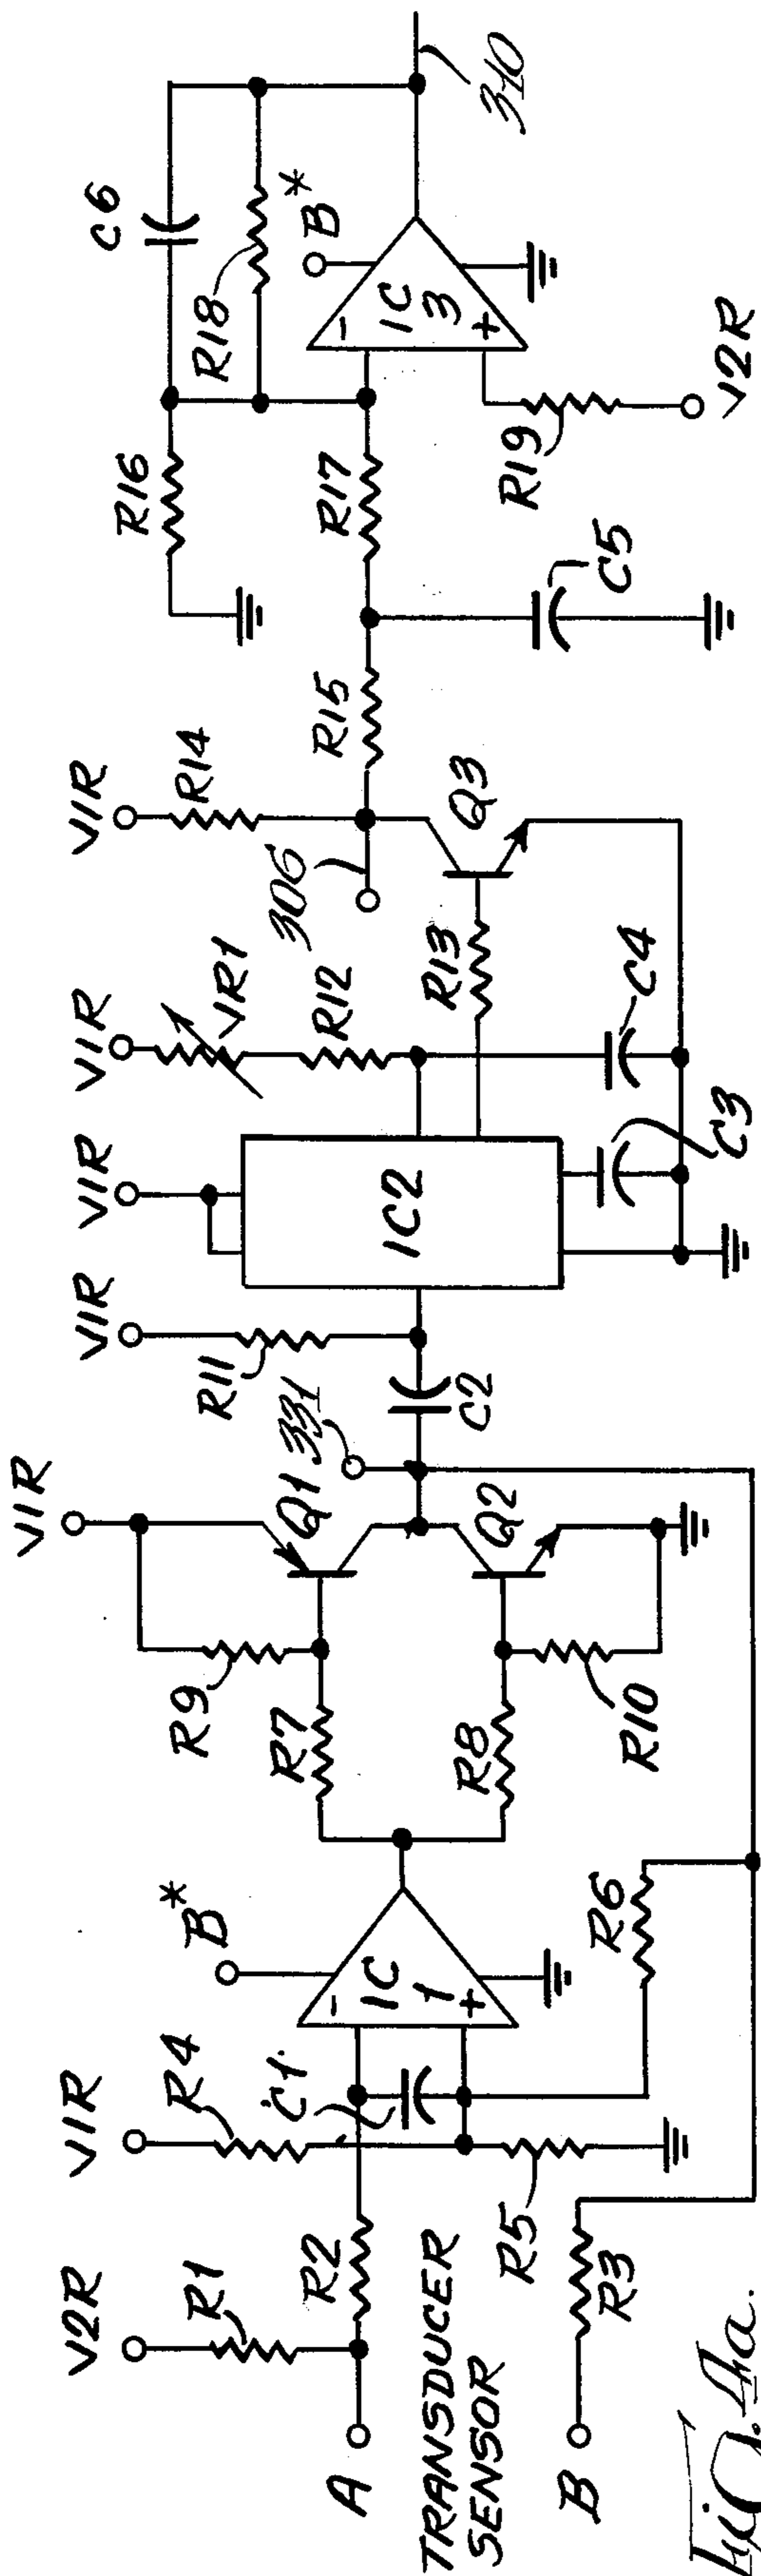 V2R
R1
A
R2
TRANSDUCER
SENSOR
B
R3
V1R
R4
C1
R5
-
IC
1
+
B*
R6
R7
R8
R9
R10
V1R
Q1
Q2
331
C2
V1R
R11
V1R
IC2
C3
V1R
VR1
R12
C4
R13
306
V1R
R14
Q3
R15
C5
R16
R17
R18
C6
B*
-
IC
3
+
R19
V2R
310
Fig. 4a.